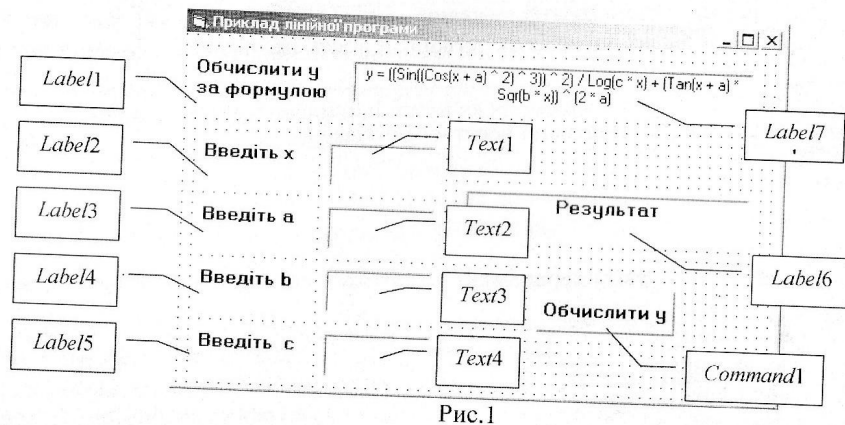 Приклад лінійної програми
Label1
Обчислити y
за формулою
y = ((Sin((Cos(x + a) ^ 2) ^ 3)) ^ 2) / Log(c * x) + (Tan(x + a) *
Sqr(b * x)) ^ (2 * a)
Label7
Label2
Введіть x
Text1
Label3
Введіть a
Text2
Результат
Label4
Введіть b
Text3
Label6
Label5
Введіть c
Text4
Обчислити y
Command1
Рис.1